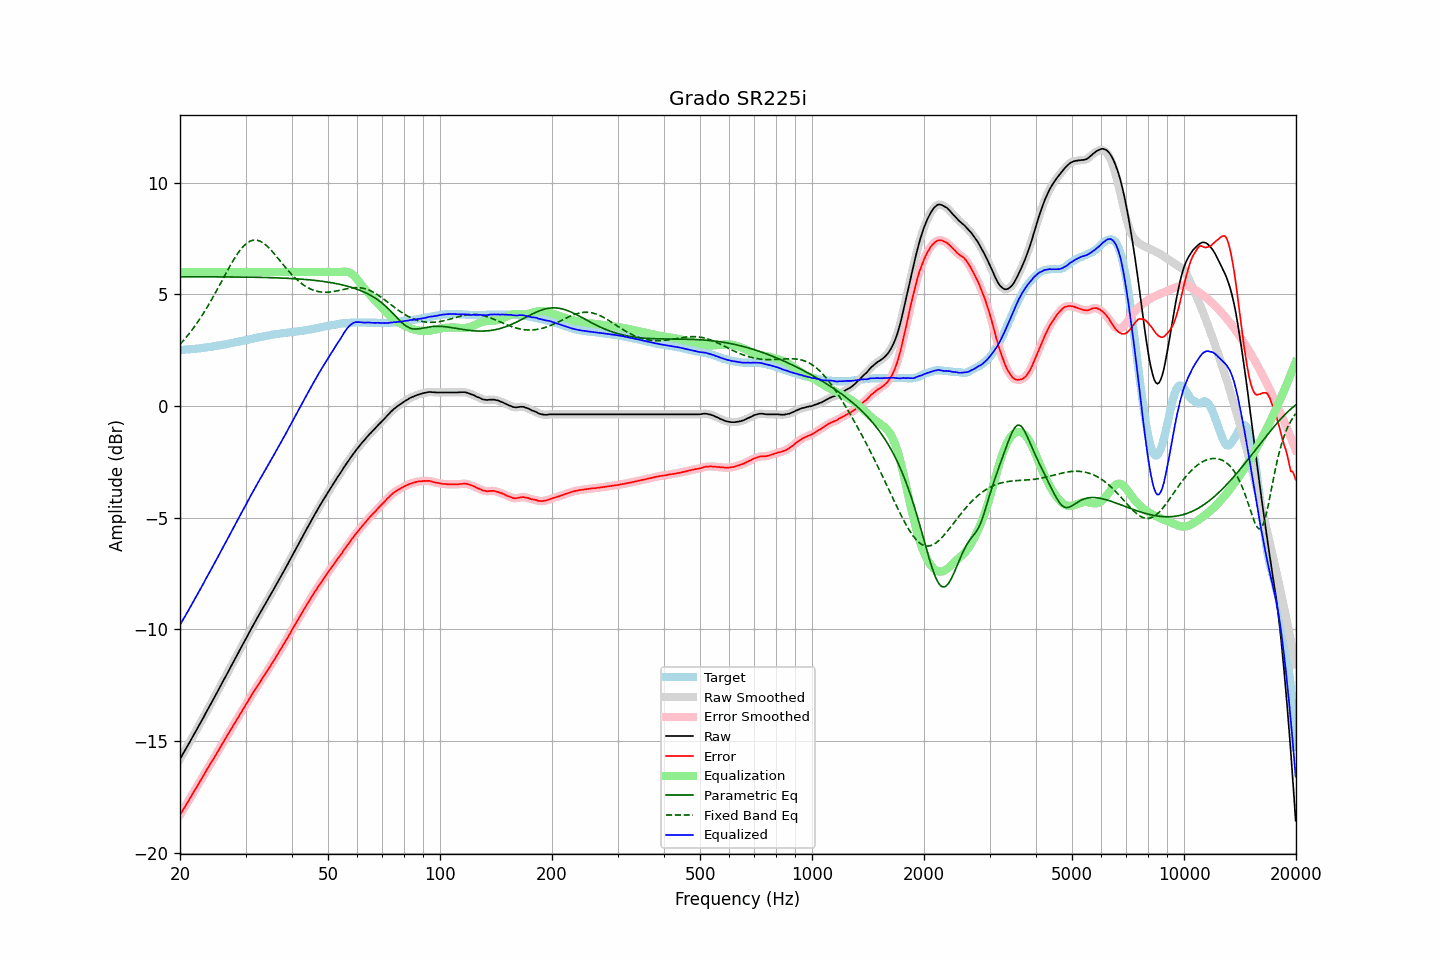 Grado SR225i
Amplitude (dBr)
10
5
0
−5
−10
−15
−20
Target
Raw Smoothed
Error Smoothed
Raw
Error
Equalization
Parametric Eq
Fixed Band Eq
Equalized
20 50 100 200 500 1000 2000 5000 10000 20000
Frequency (Hz)